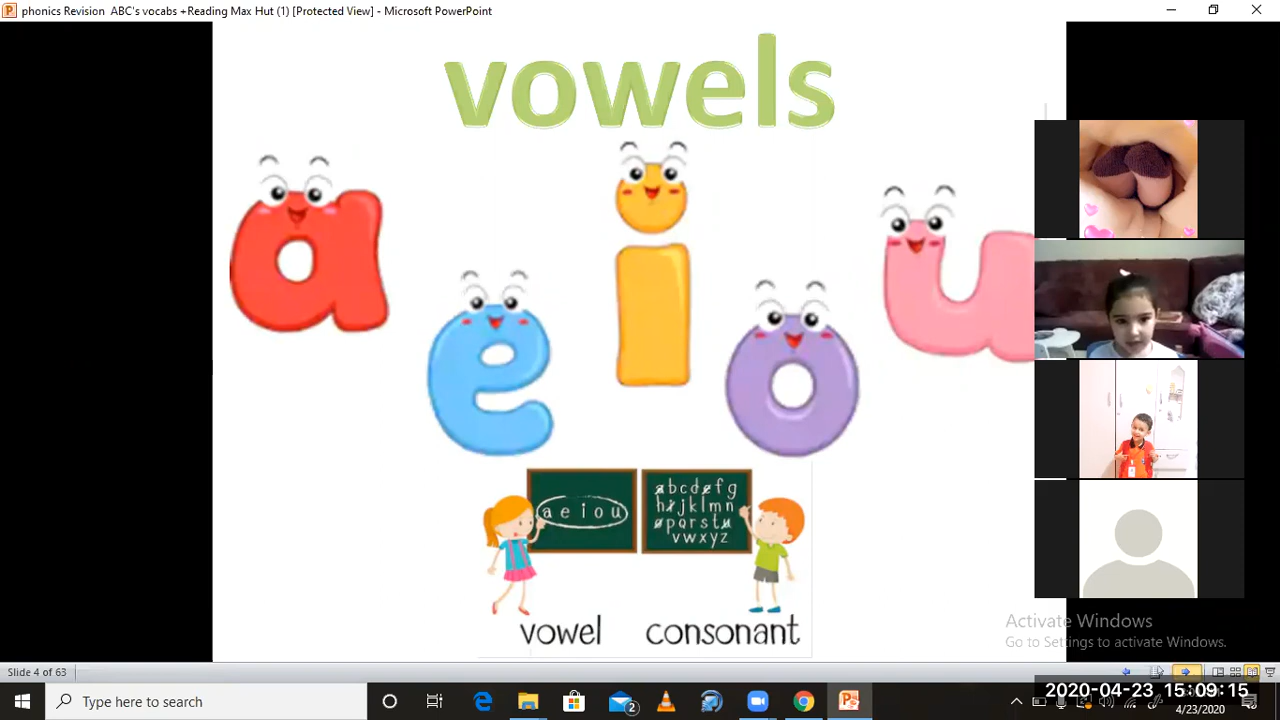 phonics Revision ABC's vocabs +Reading Max Hut (1) [Protected View] - Microsoft PowerPoint
vowels
a
i
u
e
o
a e i o u
a b c d e f g
h i j k l m n
o p q r s t u
v w x y z
vowel
consonant
Activate Windows
Go to Settings to activate Windows.
Slide 4 of 63
Type here to search
2
2020-04-23 15:09:15
4/23/2020